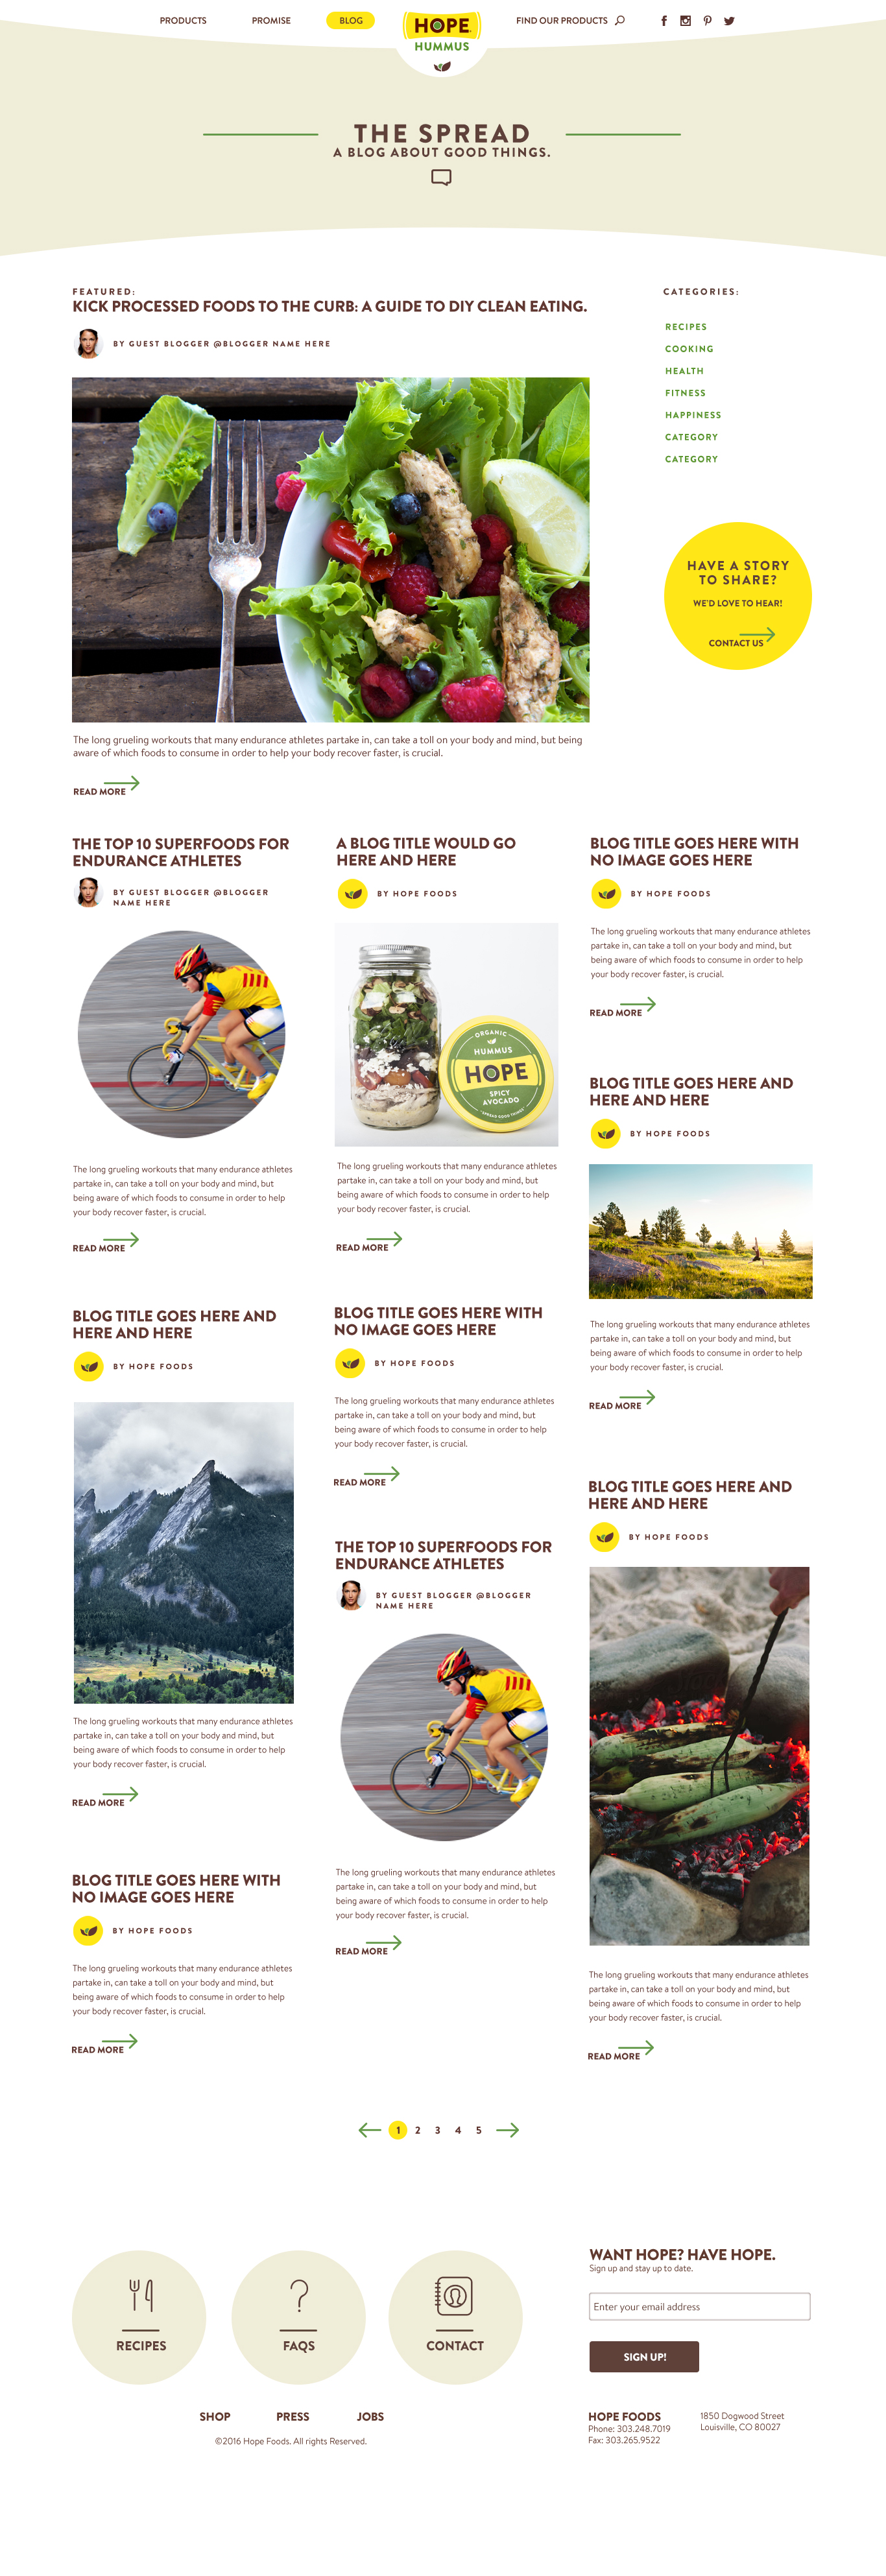 PRODUCTS
PROMISE
BLOG
HOPE
HUMMUS
FIND OUR PRODUCTS
THE SPREAD
A BLOG ABOUT GOOD THINGS.
FEATURED:
KICK PROCESSED FOODS TO THE CURB: A GUIDE TO DIY CLEAN EATING.
BY GUEST BLOGGER @BLOGGER NAME HERE
The long grueling workouts that many endurance athletes partake in, can take a toll on your body and mind, but being
aware of which foods to consume in order to help your body recover faster, is crucial.
READ MORE
CATEGORIES:
RECIPES
COOKING
HEALTH
FITNESS
HAPPINESS
CATEGORY
CATEGORY
HAVE A STORY
TO SHARE?
WE'D LOVE TO HEAR!
CONTACT US
THE TOP 10 SUPERFOODS FOR
ENDURANCE ATHLETES
BY GUEST BLOGGER @BLOGGER
NAME HERE
The long grueling workouts that many endurance athletes
partake in, can take a toll on your body and mind, but
being aware of which foods to consume in order to help
your body recover faster, is crucial.
READ MORE
BLOG TITLE GOES HERE AND
HERE AND HERE
BY HOPE FOODS
The long grueling workouts that many endurance athletes
partake in, can take a toll on your body and mind, but
being aware of which foods to consume in order to help
your body recover faster, is crucial.
READ MORE
BLOG TITLE GOES HERE WITH
NO IMAGE GOES HERE
BY HOPE FOODS
The long grueling workouts that many endurance athletes
partake in, can take a toll on your body and mind, but
being aware of which foods to consume in order to help
your body recover faster, is crucial.
READ MORE
A BLOG TITLE WOULD GO
HERE AND HERE
BY HOPE FOODS
ORGANIC
HUMMUS
HOPE
SPICY
AVOCADO
"SPREAD GOOD THINGS"
The long grueling workouts that many endurance athletes
partake in, can take a toll on your body and mind, but
being aware of which foods to consume in order to help
your body recover faster, is crucial.
READ MORE
BLOG TITLE GOES HERE WITH
NO IMAGE GOES HERE
BY HOPE FOODS
The long grueling workouts that many endurance athletes
partake in, can take a toll on your body and mind, but
being aware of which foods to consume in order to help
your body recover faster, is crucial.
READ MORE
THE TOP 10 SUPERFOODS FOR
ENDURANCE ATHLETES
BY GUEST BLOGGER @BLOGGER
NAME HERE
The long grueling workouts that many endurance athletes
partake in, can take a toll on your body and mind, but
being aware of which foods to consume in order to help
your body recover faster, is crucial.
READ MORE
BLOG TITLE GOES HERE WITH
NO IMAGE GOES HERE
BY HOPE FOODS
The long grueling workouts that many endurance athletes
partake in, can take a toll on your body and mind, but
being aware of which foods to consume in order to help
your body recover faster, is crucial.
READ MORE
BLOG TITLE GOES HERE AND
HERE AND HERE
BY HOPE FOODS
The long grueling workouts that many endurance athletes
partake in, can take a toll on your body and mind, but
being aware of which foods to consume in order to help
your body recover faster, is crucial.
READ MORE
BLOG TITLE GOES HERE AND
HERE AND HERE
BY HOPE FOODS
The long grueling workouts that many endurance athletes
partake in, can take a toll on your body and mind, but
being aware of which foods to consume in order to help
your body recover faster, is crucial.
READ MORE
1 2 3 4 5
RECIPES
FAQS
CONTACT
WANT HOPE? HAVE HOPE.
Sign up and stay up to date.
Enter your email address
SIGN UP!
SHOP
PRESS
JOBS
©2016 Hope Foods. All rights Reserved.
HOPE FOODS
Phone: 303.248.7019
Fax: 303.265.9522
1850 Dogwood Street
Louisville, CO 80027